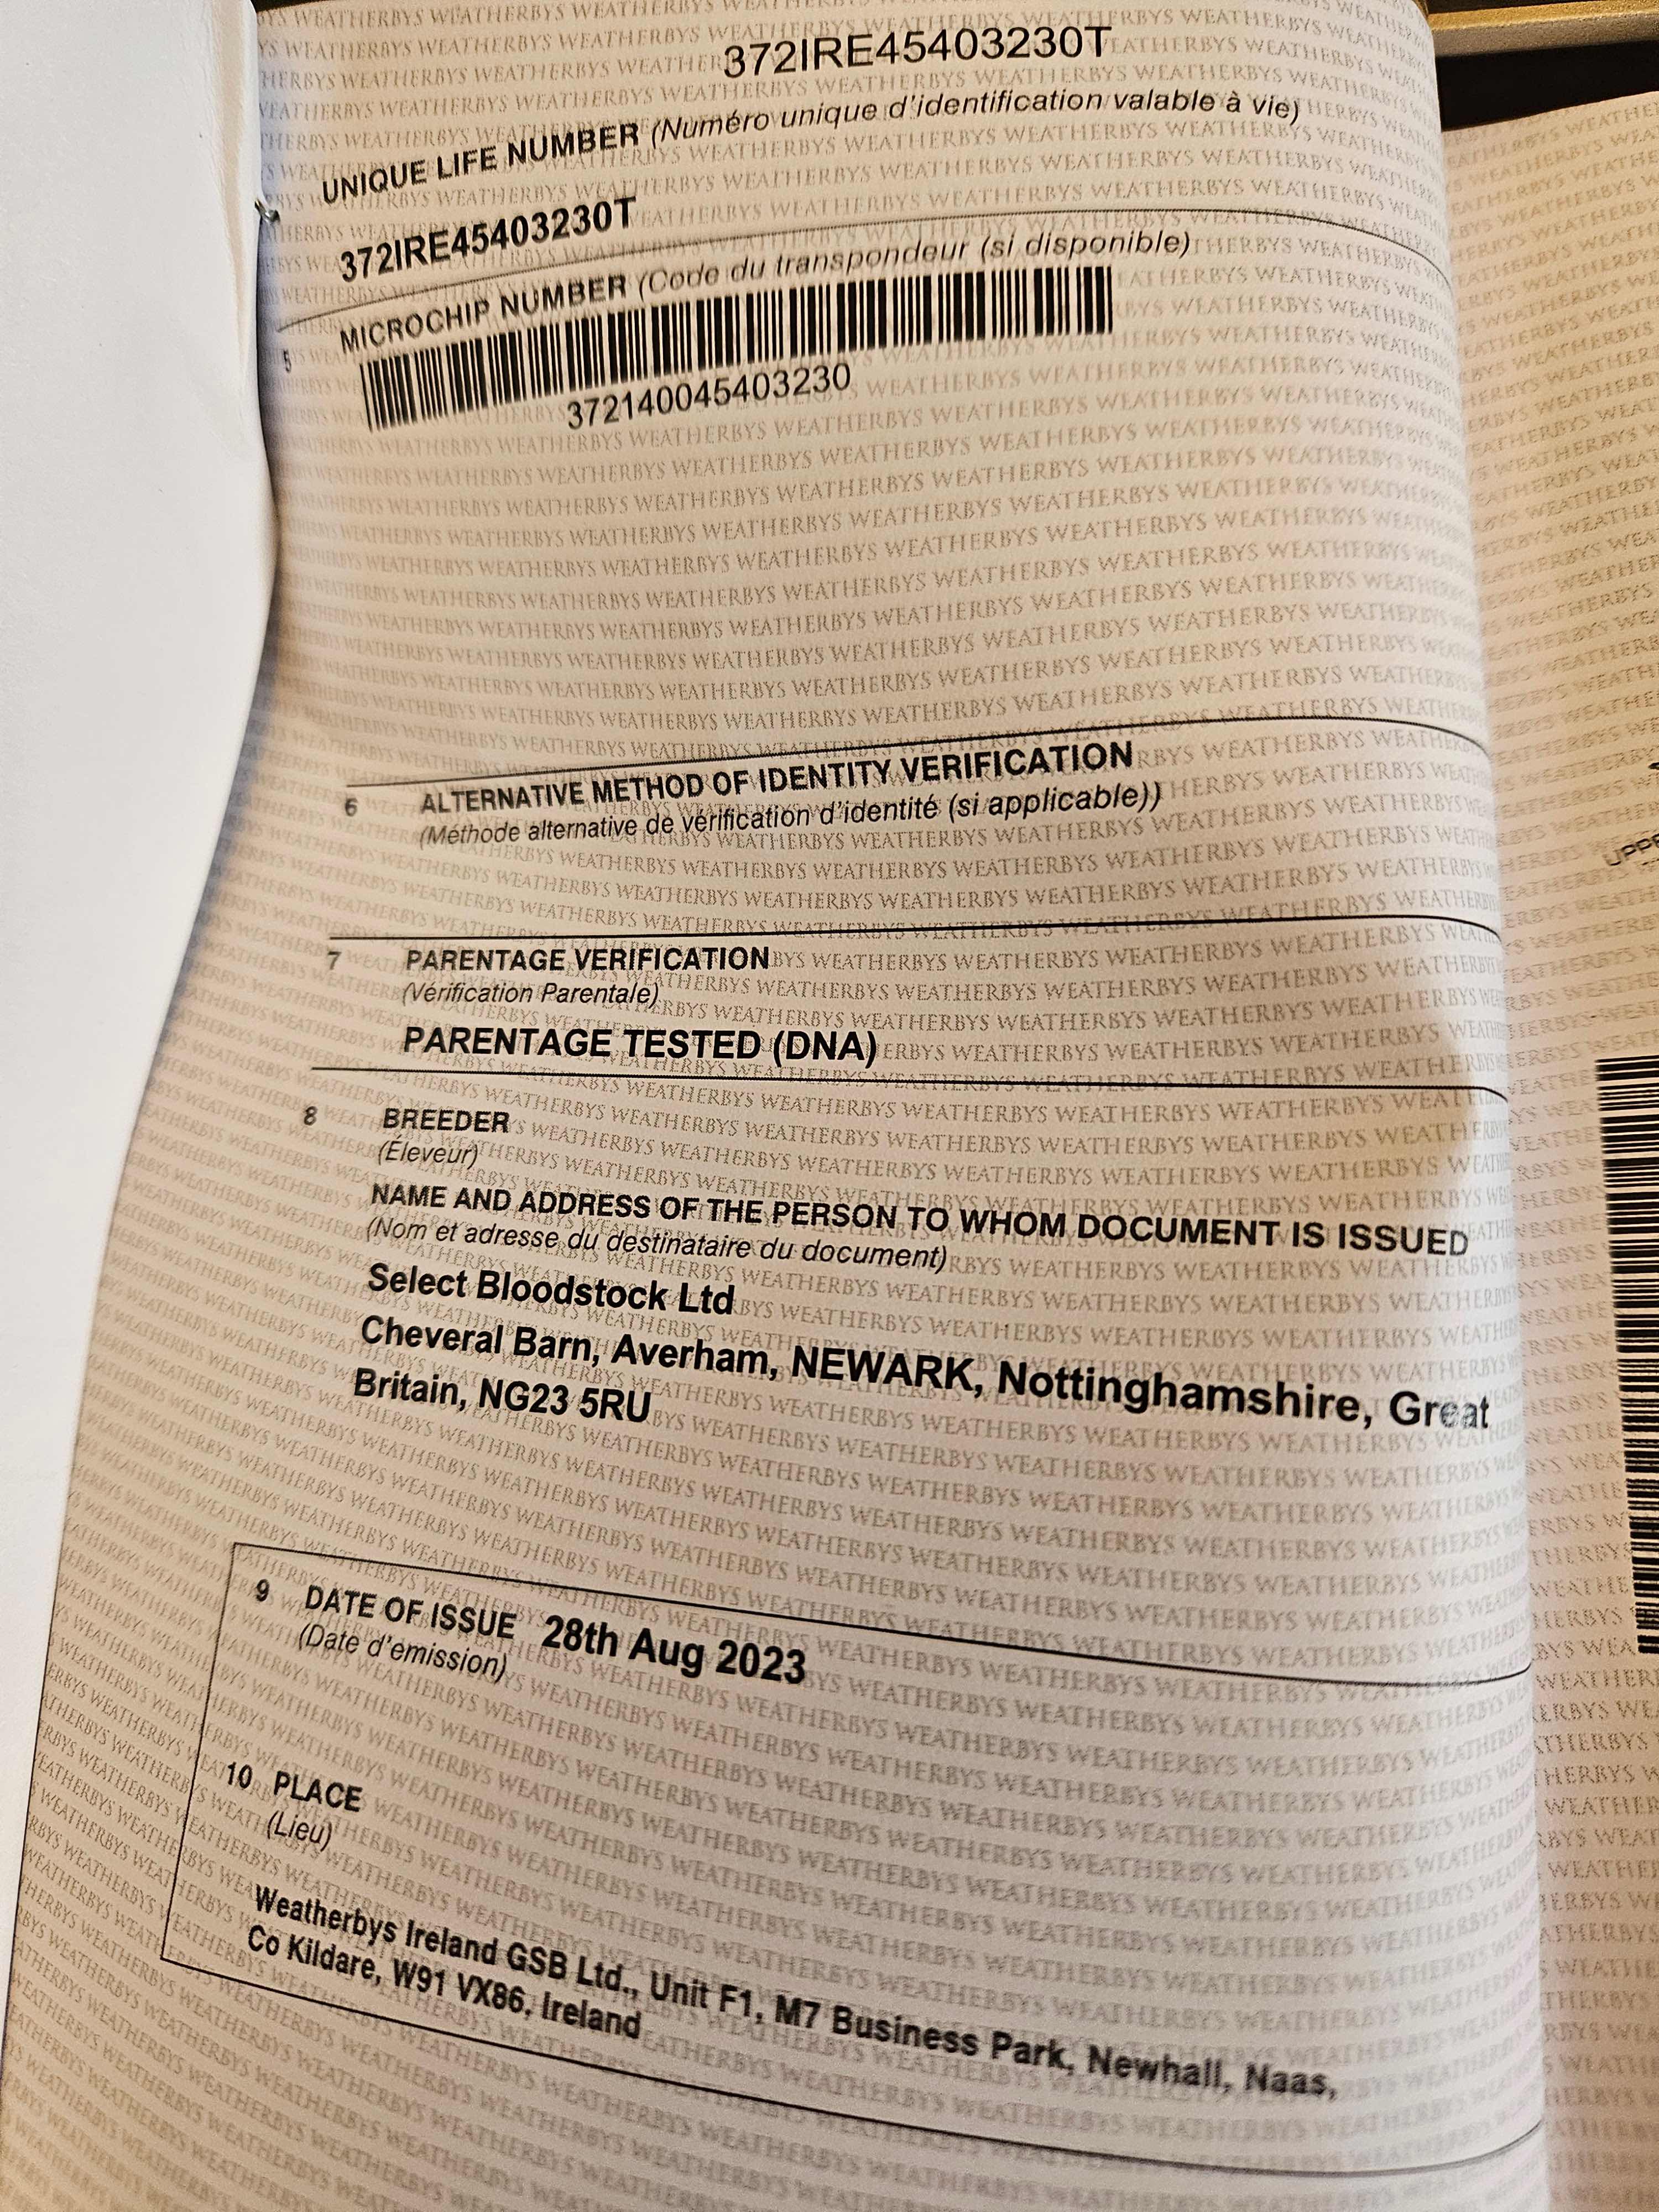 372IRE45403230T
UNIQUE LIFE NUMBER (Numéro unique d'identification valable à vie)
372IRE45403230T
5 MICROCHIP NUMBER (Code du transpondeur (si disponible)
372140045403230
6 ALTERNATIVE METHOD OF IDENTITY VERIFICATION
(Méthode alternative de vérification d'identité (si applicable))
7 PARENTAGE VERIFICATION
(Vérification Parentale)
PARENTAGE TESTED (DNA)
8 BREEDER
(Éleveur)
NAME AND ADDRESS OF THE PERSON TO WHOM DOCUMENT IS ISSUED
(Nom et adresse du destinataire du document)
Select Bloodstock Ltd
Cheveral Barn, Averham, NEWARK, Nottinghamshire, Great
Britain, NG23 5RU
9 DATE OF ISSUE 28th Aug 2023
(Date d'emission)
10 PLACE
(Lieu)
Weatherbys Ireland GSB Ltd., Unit F1, M7 Business Park, Newhall, Naas,
Co Kildare, W91 VX86, Ireland